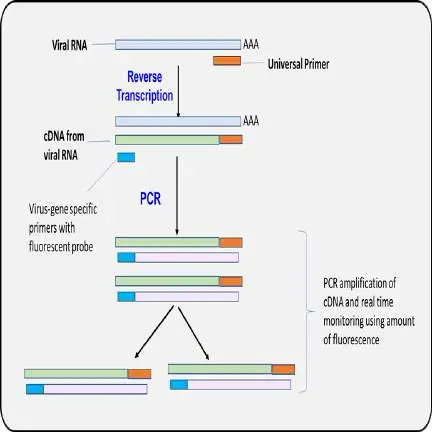 Viral RNA
AAA
Universal Primer
Reverse
Transcription
AAA
cDNA from
viral RNA
Virus-gene specific
primers with
fluorescent probe
PCR
PCR amplification of
cDNA and real time
monitoring using amount
of fluorescence